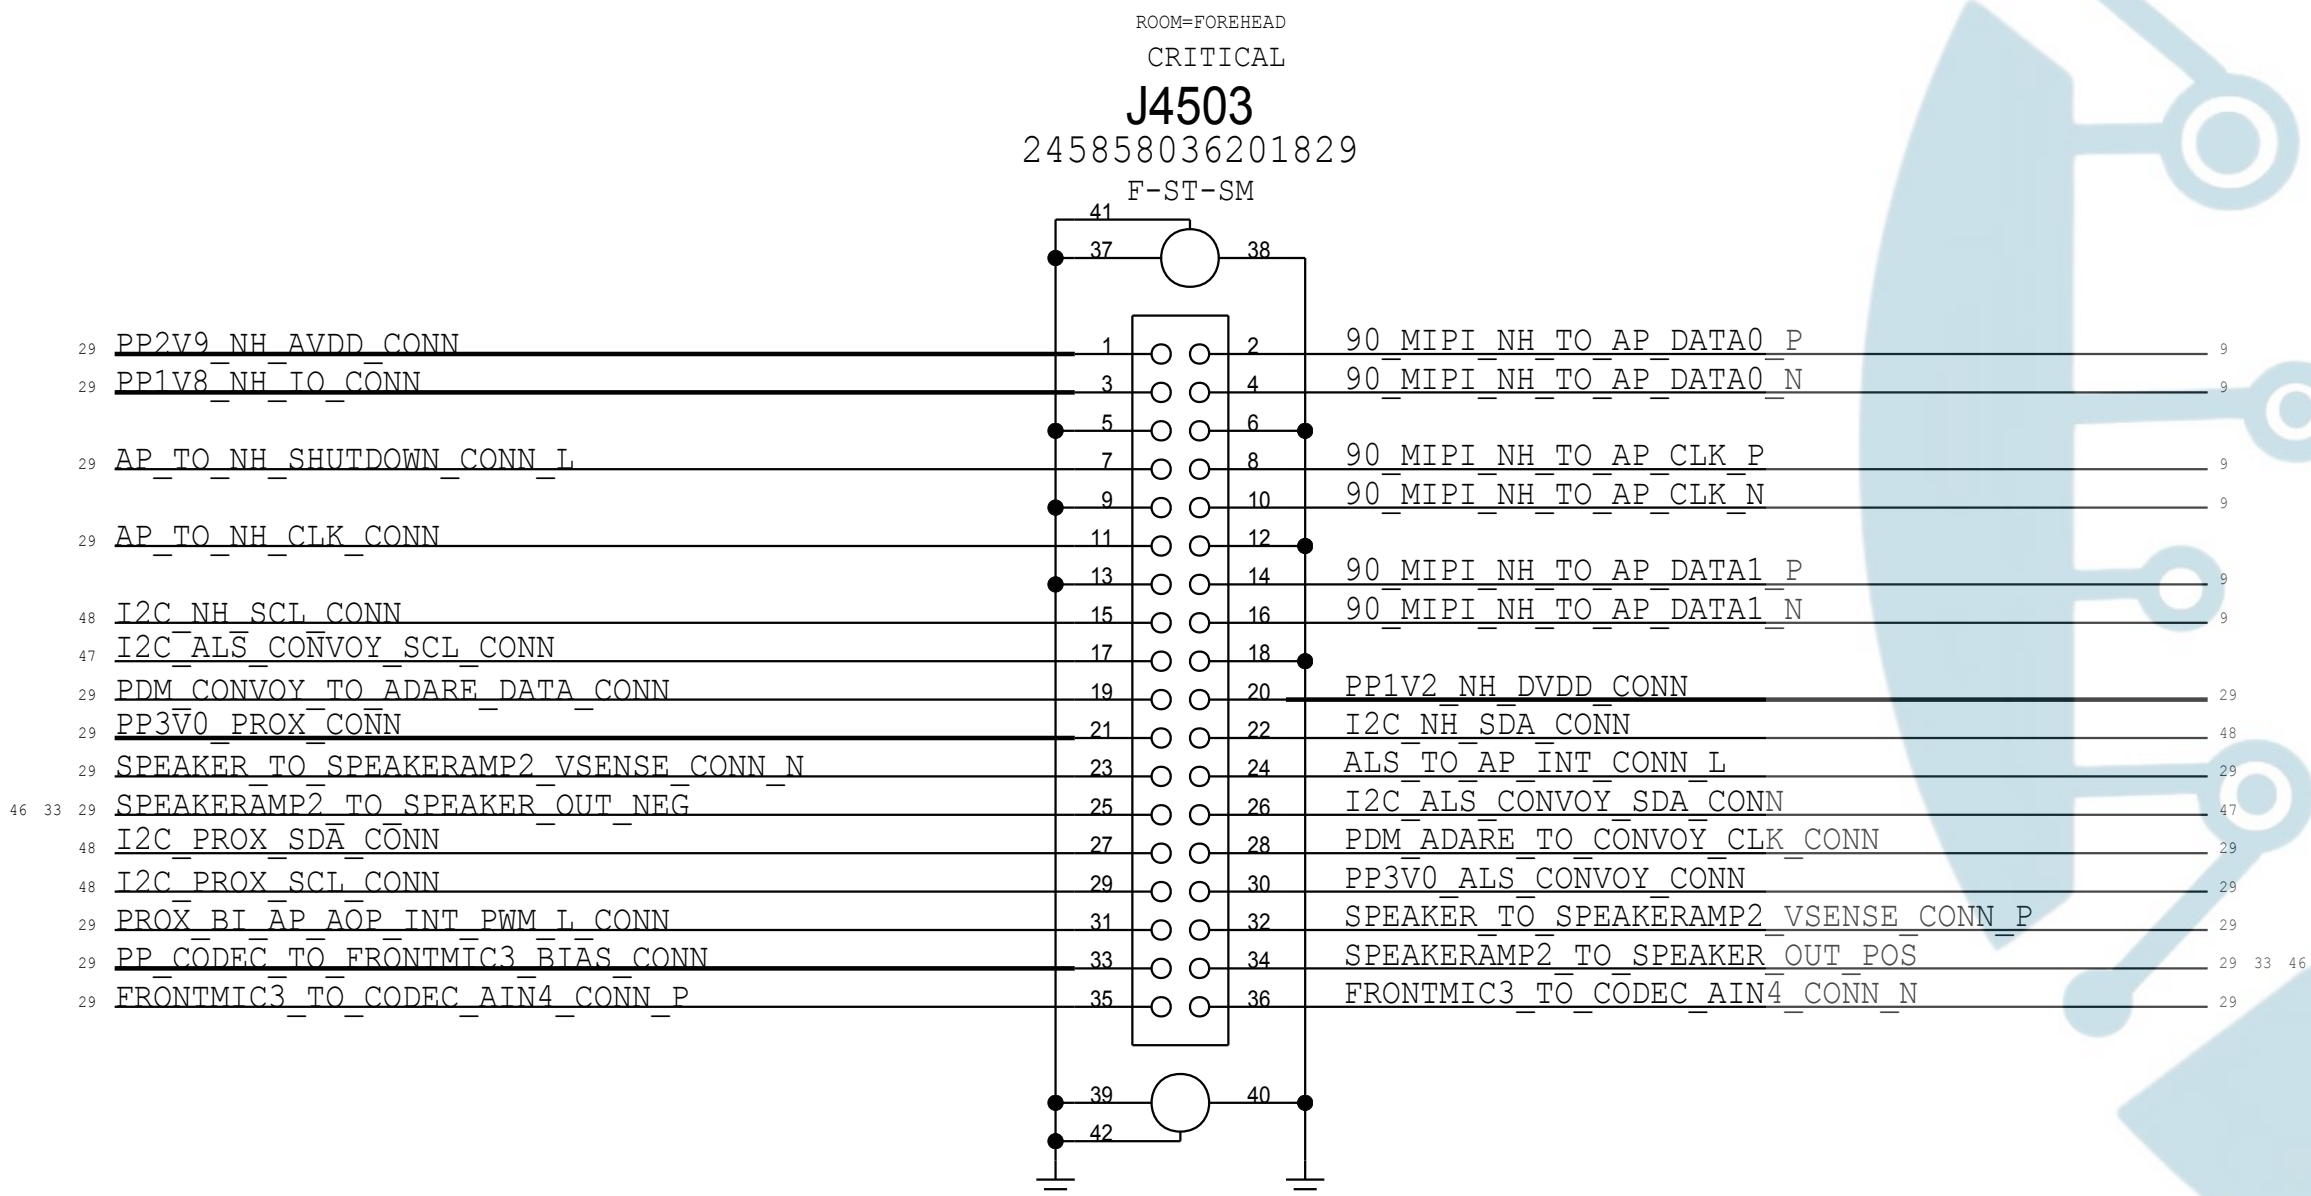 ROOM=FOREHEAD
CRITICAL
J4503
245858036201829
F-ST-SM
41
37 38
29 PP2V9_NH_AVDD_CONN 1 2 90_MIPI_NH_TO_AP_DATA0_P 9
29 PP1V8_NH_IO_CONN 3 4 90_MIPI_NH_TO_AP_DATA0_N 9
5 6
29 AP_TO_NH_SHUTDOWN_CONN_L 7 8 90_MIPI_NH_TO_AP_CLK_P 9
9 10 90_MIPI_NH_TO_AP_CLK_N 9
29 AP_TO_NH_CLK_CONN 11 12
13 14 90_MIPI_NH_TO_AP_DATA1_P 9
48 I2C_NH_SCL_CONN 15 16 90_MIPI_NH_TO_AP_DATA1_N 9
47 I2C_ALS_CONVOY_SCL_CONN 17 18
29 PDM_CONVOY_TO_ADARE_DATA_CONN 19 20 PP1V2_NH_DVDD_CONN 29
29 PP3V0_PROX_CONN 21 22 I2C_NH_SDA_CONN 48
29 SPEAKER_TO_SPEAKERAMP2_VSENSE_CONN_N 23 24 ALS_TO_AP_INT_CONN_L 29
46 33 29 SPEAKERAMP2_TO_SPEAKER_OUT_NEG 25 26 I2C_ALS_CONVOY_SDA_CONN 47
48 I2C_PROX_SDA_CONN 27 28 PDM_ADARE_TO_CONVOY_CLK_CONN 29
48 I2C_PROX_SCL_CONN 29 30 PP3V0_ALS_CONVOY_CONN 29
29 PROX_BI_AP_AOP_INT_PWM_L_CONN 31 32 SPEAKER_TO_SPEAKERAMP2_VSENSE_CONN_P 29
29 PP_CODEC_TO_FRONTMIC3_BIAS_CONN 33 34 SPEAKERAMP2_TO_SPEAKER_OUT_POS 29 33 46
29 FRONTMIC3_TO_CODEC_AIN4_CONN_P 35 36 FRONTMIC3_TO_CODEC_AIN4_CONN_N 29
39 40
42